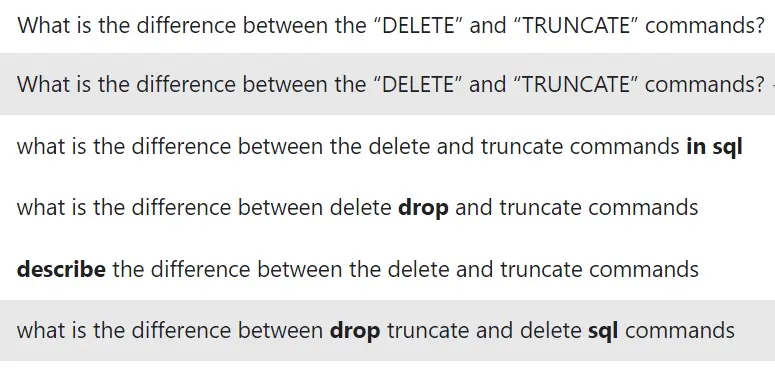 What is the difference between the “DELETE” and “TRUNCATE” commands?
What is the difference between the “DELETE” and “TRUNCATE” commands?
what is the difference between the delete and truncate commands in sql
what is the difference between delete drop and truncate commands
describe the difference between the delete and truncate commands
what is the difference between drop truncate and delete sql commands